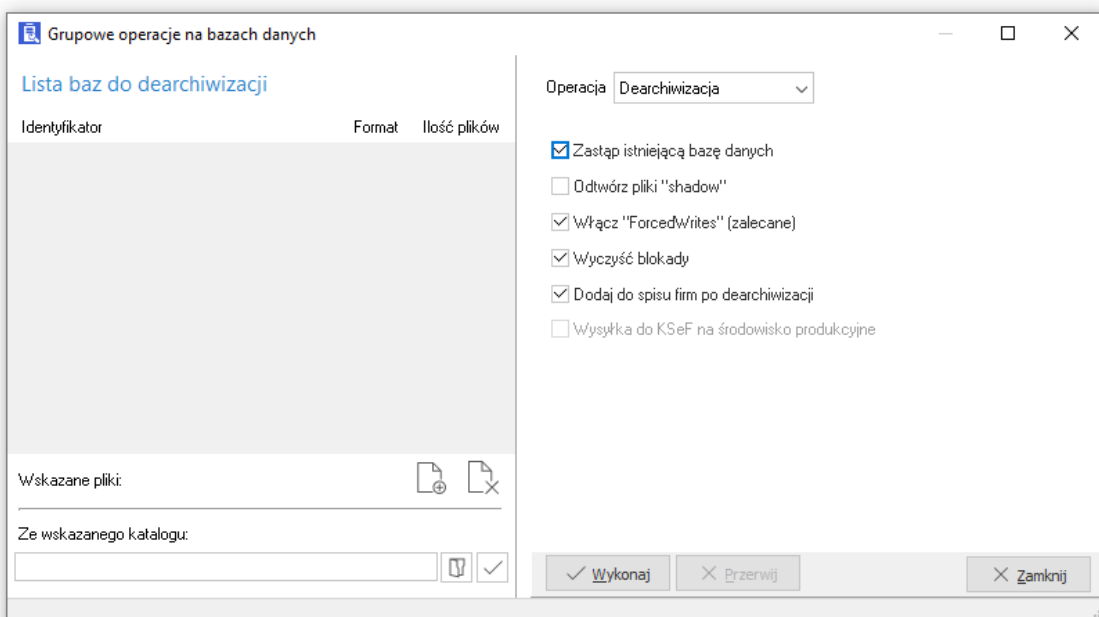 Grupowe operacje na bazach danych
Lista baz do dearchiwizacji
Identyfikator Format Ilość plików
Wskazane pliki:
Ze wskazanego katalogu:
Operacja Dearchiwizacja
Zastąp istniejącą bazę danych
Odtwórz pliki "shadow"
Włącz "ForcedWrites" (zalecane)
Wyczyść blokady
Dodaj do spisu firm po dearchiwizacji
Wysyłka do KSeF na środowisko produkcyjne
Wykonaj Przerwij Zamknij